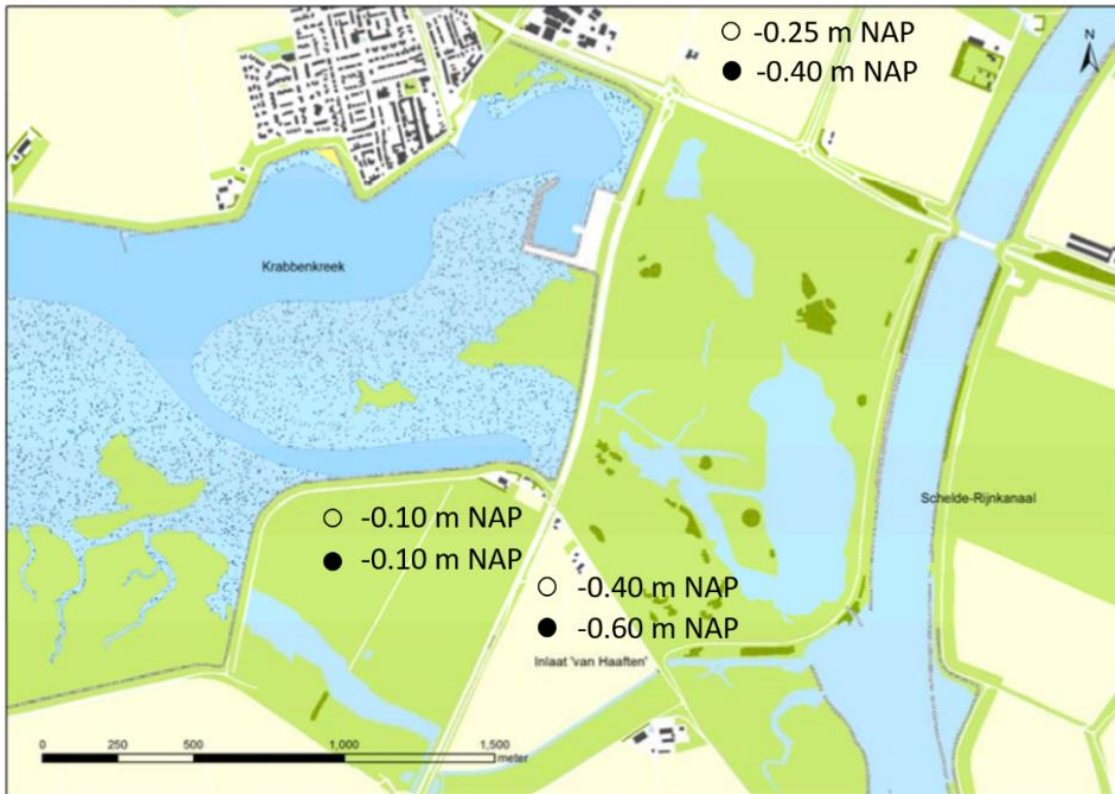 -0.25 m NAP
-0.40 m NAP
N
Krabbenkreek
Schelde-Rijnkanaal
-0.10 m NAP
-0.10 m NAP
-0.40 m NAP
-0.60 m NAP
Inlaat 'van Haaften'
0 250 500 1,000 1,500
meter